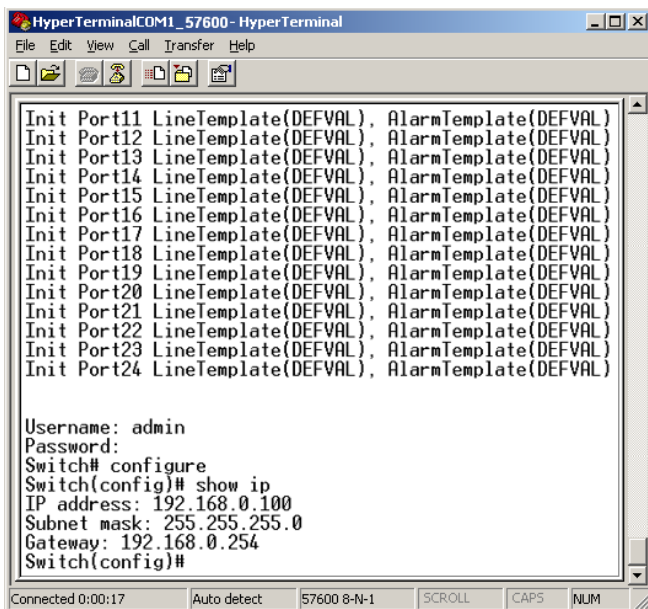 HyperTerminalCOM1_57600 - HyperTerminal
File Edit View Call Transfer Help
Init Port11 LineTemplate(DEFVAL), AlarmTemplate(DEFVAL)
Init Port12 LineTemplate(DEFVAL), AlarmTemplate(DEFVAL)
Init Port13 LineTemplate(DEFVAL), AlarmTemplate(DEFVAL)
Init Port14 LineTemplate(DEFVAL), AlarmTemplate(DEFVAL)
Init Port15 LineTemplate(DEFVAL), AlarmTemplate(DEFVAL)
Init Port16 LineTemplate(DEFVAL), AlarmTemplate(DEFVAL)
Init Port17 LineTemplate(DEFVAL), AlarmTemplate(DEFVAL)
Init Port18 LineTemplate(DEFVAL), AlarmTemplate(DEFVAL)
Init Port19 LineTemplate(DEFVAL), AlarmTemplate(DEFVAL)
Init Port20 LineTemplate(DEFVAL), AlarmTemplate(DEFVAL)
Init Port21 LineTemplate(DEFVAL), AlarmTemplate(DEFVAL)
Init Port22 LineTemplate(DEFVAL), AlarmTemplate(DEFVAL)
Init Port23 LineTemplate(DEFVAL), AlarmTemplate(DEFVAL)
Init Port24 LineTemplate(DEFVAL), AlarmTemplate(DEFVAL)
Username: admin
Password:
Switch# configure
Switch(config)# show ip
IP address: 192.168.0.100
Subnet mask: 255.255.255.0
Gateway: 192.168.0.254
Switch(config)#
Connected 0:00:17 Auto detect 57600 8-N-1 SCROLL CAPS NUM